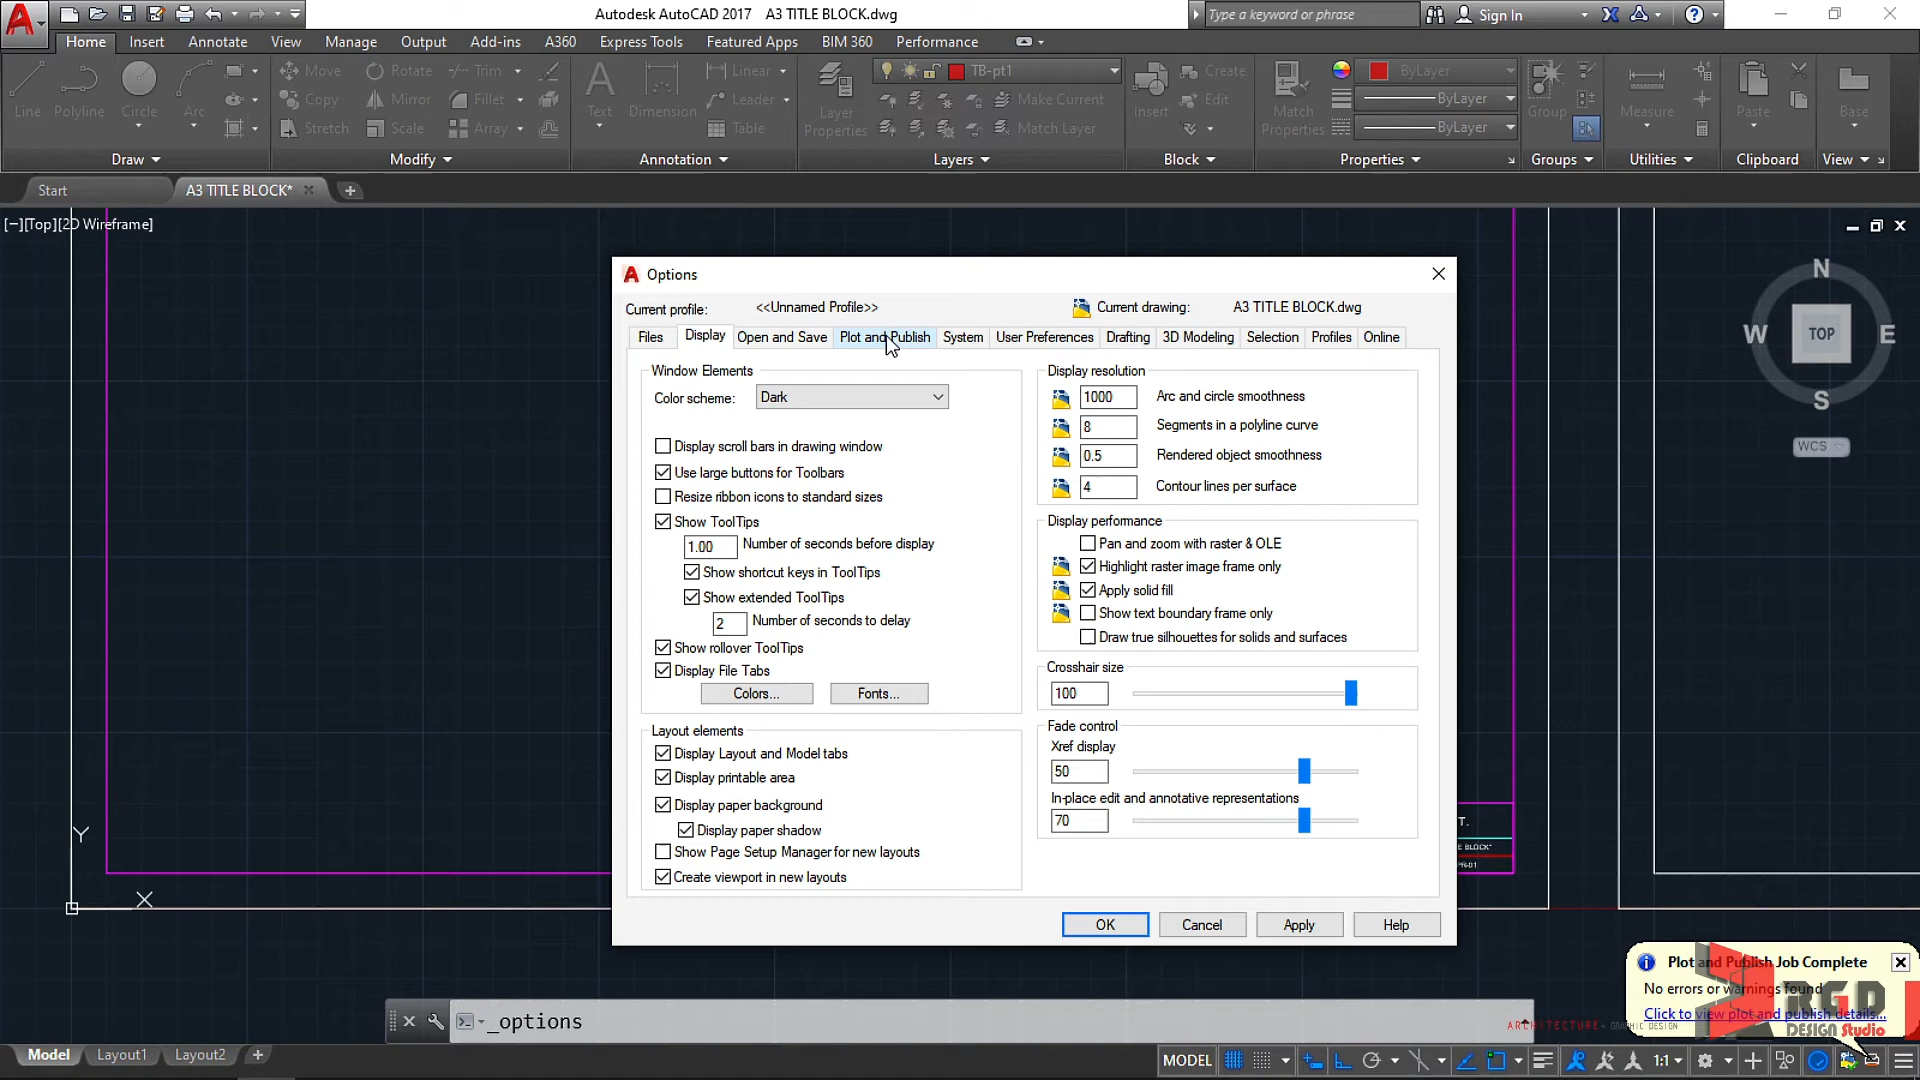 Autodesk AutoCAD 2017 A3 TITLE BLOCK.dwg
Type a keyword or phrase
Sign In
Home Insert Annotate View Manage Output Add-ins A360 Express Tools Featured Apps BIM 360 Performance
Line Polyline Circle Arc
Move Rotate Trim
Copy Mirror Fillet
Stretch Scale Array
Text Dimension
Linear
Leader
Table
Layer
Properties
TB-pt1
Make Current
Match Layer
Insert
Create
Edit
Match
Properties
ByLayer
ByLayer
ByLayer
Group
Measure
Paste
Base
Draw Modify Annotation Layers Block Properties Groups Utilities Clipboard View
Start A3 TITLE BLOCK*
[−][Top][2D Wireframe]
N
W TOP E
S
WCS
Options
Current profile: <<Unnamed Profile>> Current drawing: A3 TITLE BLOCK.dwg
Files Display Open and Save Plot and Publish System User Preferences Drafting 3D Modeling Selection Profiles Online
Window Elements
Color scheme: Dark
Display scroll bars in drawing window
Use large buttons for Toolbars
Resize ribbon icons to standard sizes
Show ToolTips
1.00 Number of seconds before display
Show shortcut keys in ToolTips
Show extended ToolTips
2 Number of seconds to delay
Show rollover ToolTips
Display File Tabs
Colors... Fonts...
Layout elements
Display Layout and Model tabs
Display printable area
Display paper background
Display paper shadow
Show Page Setup Manager for new layouts
Create viewport in new layouts
Display resolution
1000 Arc and circle smoothness
8 Segments in a polyline curve
0.5 Rendered object smoothness
4 Contour lines per surface
Display performance
Pan and zoom with raster & OLE
Highlight raster image frame only
Apply solid fill
Show text boundary frame only
Draw true silhouettes for solids and surfaces
Crosshair size
100
Fade control
Xref display
50
In-place edit and annotative representations
70
OK Cancel Apply Help
T.
Y
X
Plot and Publish Job Complete
No errors or warnings found
Click to view plot and publish details...
RGD
DESIGN Studio
ARCHITECTURE + GRAPHIC DESIGN
_options
Model Layout1 Layout2
MODEL 1:1